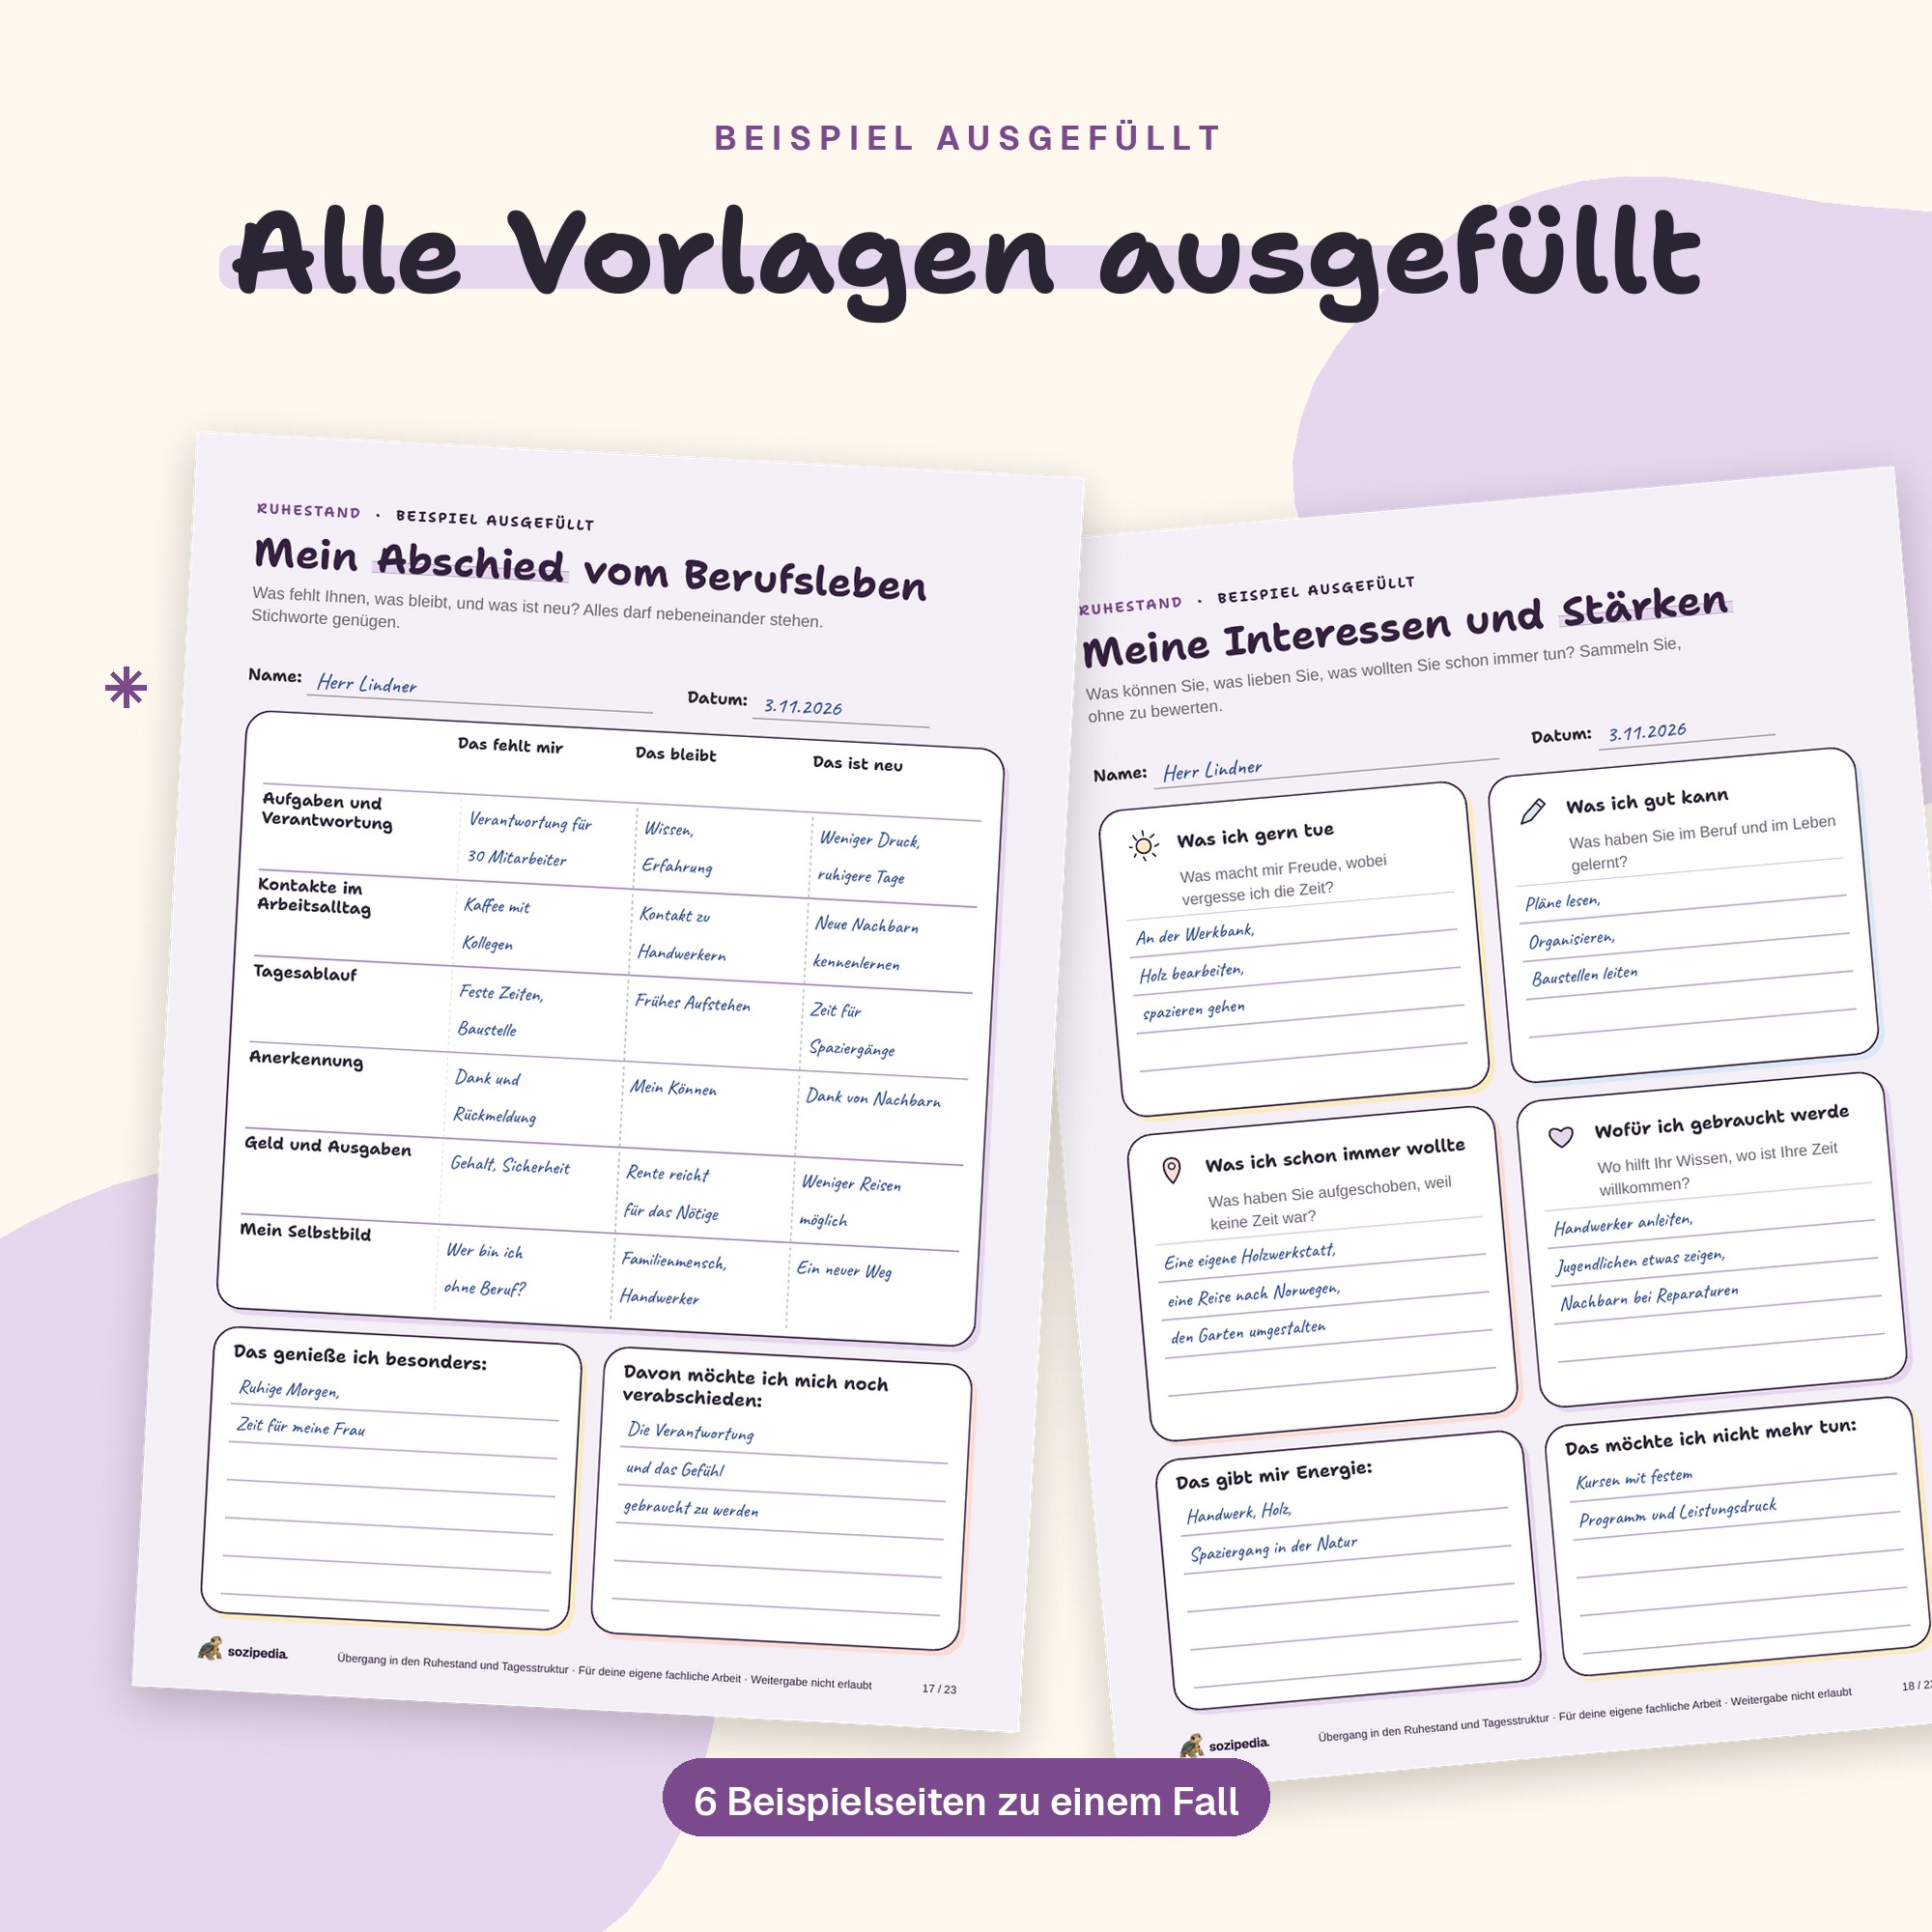 BEISPIEL AUSGEFÜLLT
Alle Vorlagen ausgefüllt
RUHESTAND · BEISPIEL AUSGEFÜLLT
Mein Abschied vom Berufsleben
Was fehlt Ihnen, was bleibt, und was ist neu? Alles darf nebeneinander stehen.
Stichworte genügen.
Name: Herr Lindner Datum: 3.11.2026
Das fehlt mir Das bleibt Das ist neu
Aufgaben und
Verantwortung
Verantwortung für
30 Mitarbeiter
Wissen,
Erfahrung
Weniger Druck,
ruhigere Tage
Kontakte im
Arbeitsalltag
Kaffee mit
Kollegen
Kontakt zu
Handwerkern
Neue Nachbarn
kennenlernen
Tagesablauf
Feste Zeiten,
Baustelle
Frühes Aufstehen
Zeit für
Spaziergänge
Anerkennung
Dank und
Rückmeldung
Mein Können
Dank von Nachbarn
Geld und Ausgaben
Gehalt, Sicherheit
Rente reicht
für das Nötige
Weniger Reisen
möglich
Mein Selbstbild
Wer bin ich
ohne Beruf?
Familienmensch,
Handwerker
Ein neuer Weg
Das genieße ich besonders:
Ruhige Morgen,
Zeit für meine Frau
Davon möchte ich mich noch
verabschieden:
Die Verantwortung
und das Gefühl
gebraucht zu werden
sozipedia.
Übergang in den Ruhestand und Tagesstruktur · Für deine eigene fachliche Arbeit · Weitergabe nicht erlaubt
17 / 23
RUHESTAND · BEISPIEL AUSGEFÜLLT
Meine Interessen und Stärken
Was können Sie, was lieben Sie, was wollten Sie schon immer tun? Sammeln Sie,
ohne zu bewerten.
Name: Herr Lindner Datum: 3.11.2026
Was ich gern tue
Was macht mir Freude, wobei
vergesse ich die Zeit?
An der Werkbank,
Holz bearbeiten,
spazieren gehen
Was ich gut kann
Was haben Sie im Beruf und im Leben
gelernt?
Pläne lesen,
Organisieren,
Baustellen leiten
Was ich schon immer wollte
Was haben Sie aufgeschoben, weil
keine Zeit war?
Eine eigene Holzwerkstatt,
eine Reise nach Norwegen,
den Garten umgestalten
Wofür ich gebraucht werde
Wo hilft Ihr Wissen, wo ist Ihre Zeit
willkommen?
Handwerker anleiten,
Jugendlichen etwas zeigen,
Nachbarn bei Reparaturen
Das gibt mir Energie:
Handwerk, Holz,
Spaziergang in der Natur
Das möchte ich nicht mehr tun:
Kursen mit festem
Programm und Leistungsdruck
sozipedia.
Übergang in den Ruhestand und Tagesstruktur · Für deine eigene fachliche Arbeit · Weitergabe nicht erlaubt
18 / 23
6 Beispielseiten zu einem Fall